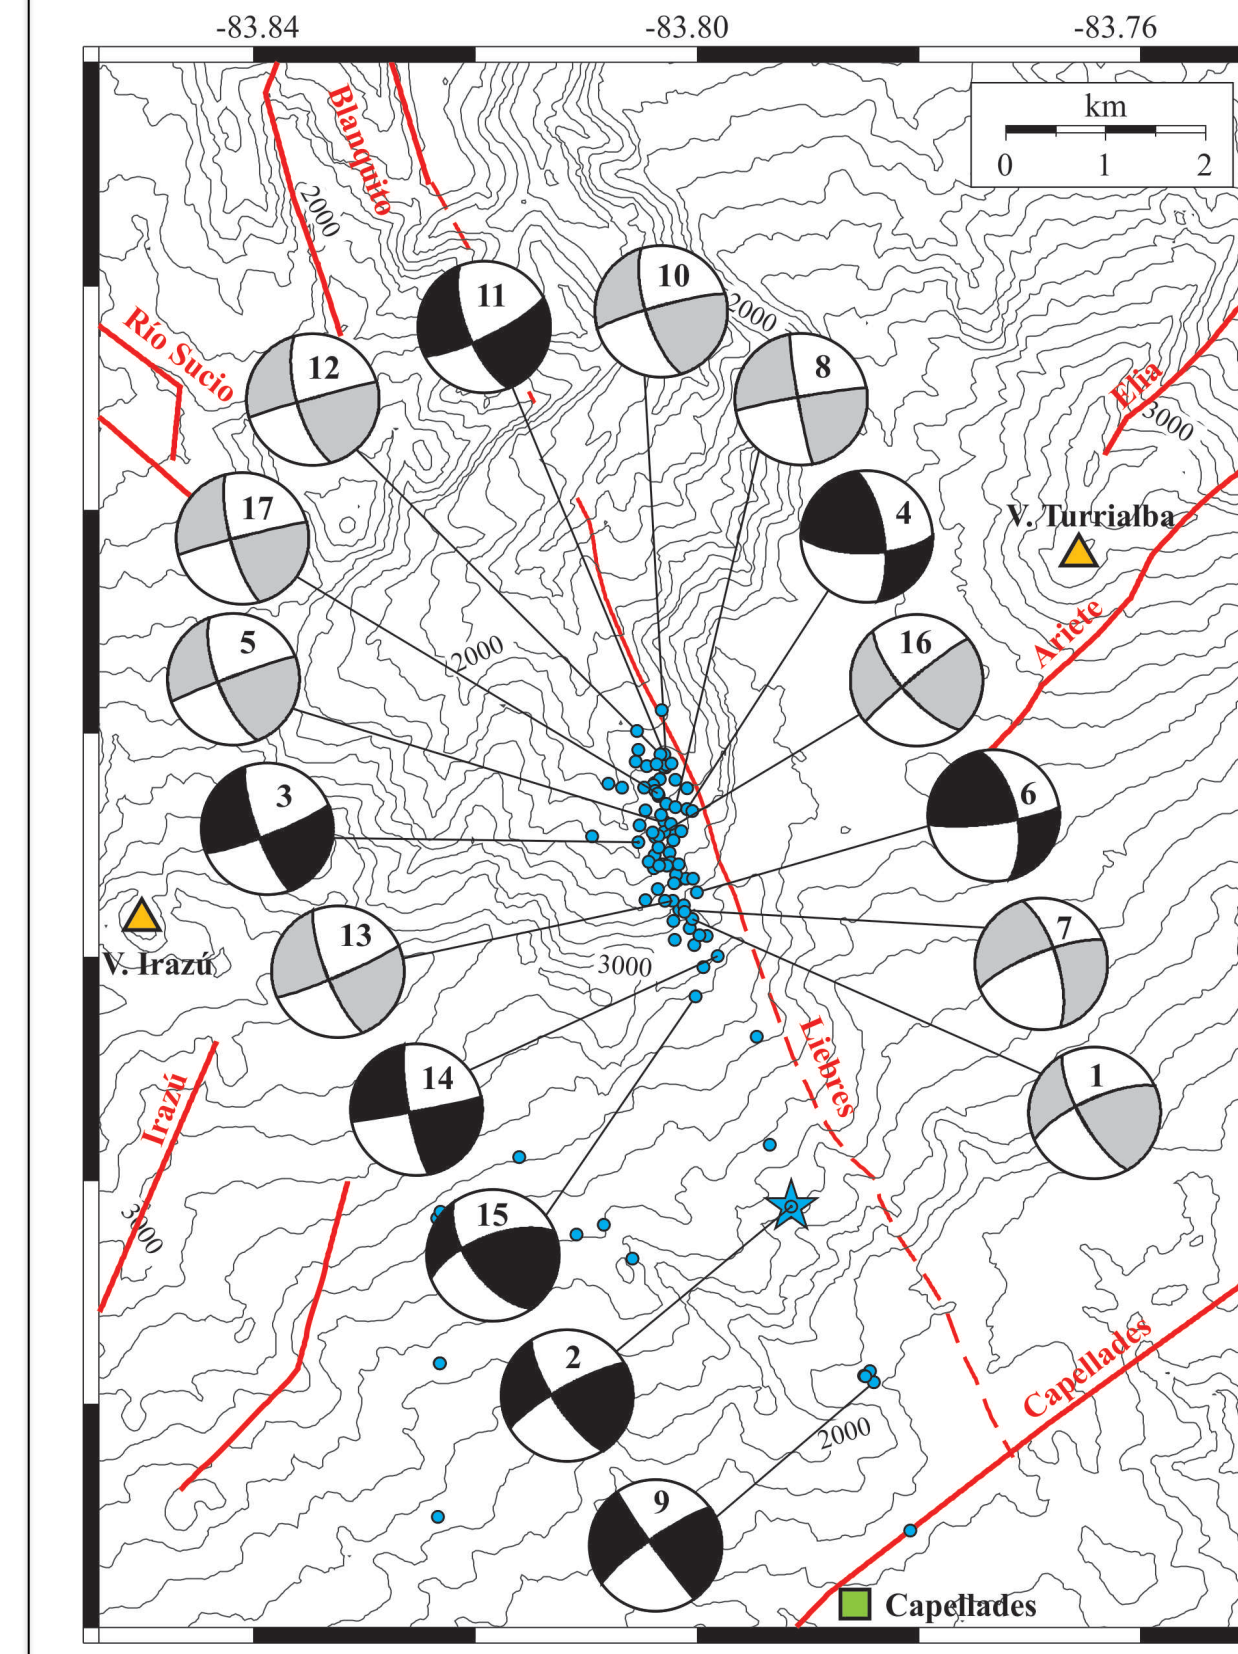 -83.84 -83.80 -83.76
km
0 1 2
Blanquito
2000
10
11
2000
Río Sucio
12
8
Elia
3000
17
4
V. Turrialba
Ariete
5
2000
16
3
6
13
7
V. Irazú
3000
Liebres
Irazú
14
1
3000
15
2
Capellades
2000
9
Capellades